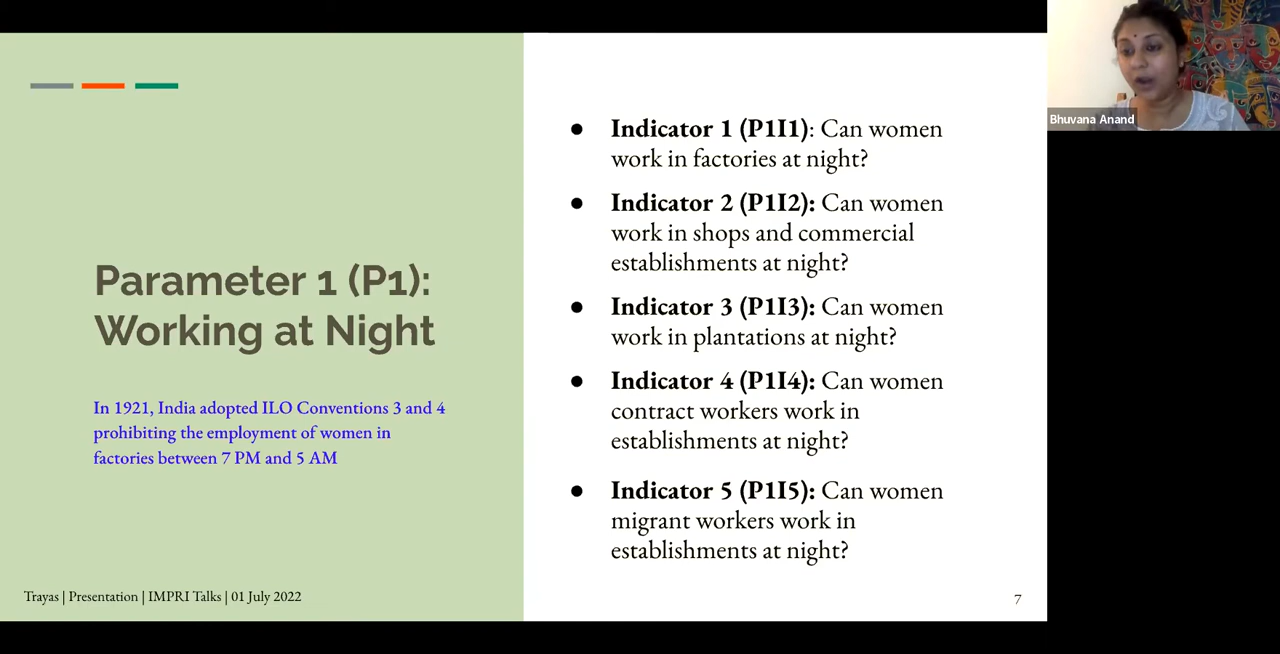 Parameter 1 (P1):
Working at Night
In 1921, India adopted ILO Conventions 3 and 4
prohibiting the employment of women in
factories between 7 PM and 5 AM
Trayas | Presentation | IMPRI Talks | 01 July 2022
● Indicator 1 (P1I1): Can women
work in factories at night?
● Indicator 2 (P1I2): Can women
work in shops and commercial
establishments at night?
● Indicator 3 (P1I3): Can women
work in plantations at night?
● Indicator 4 (P1I4): Can women
contract workers work in
establishments at night?
● Indicator 5 (P1I5): Can women
migrant workers work in
establishments at night?
7
Bhuvana Anand